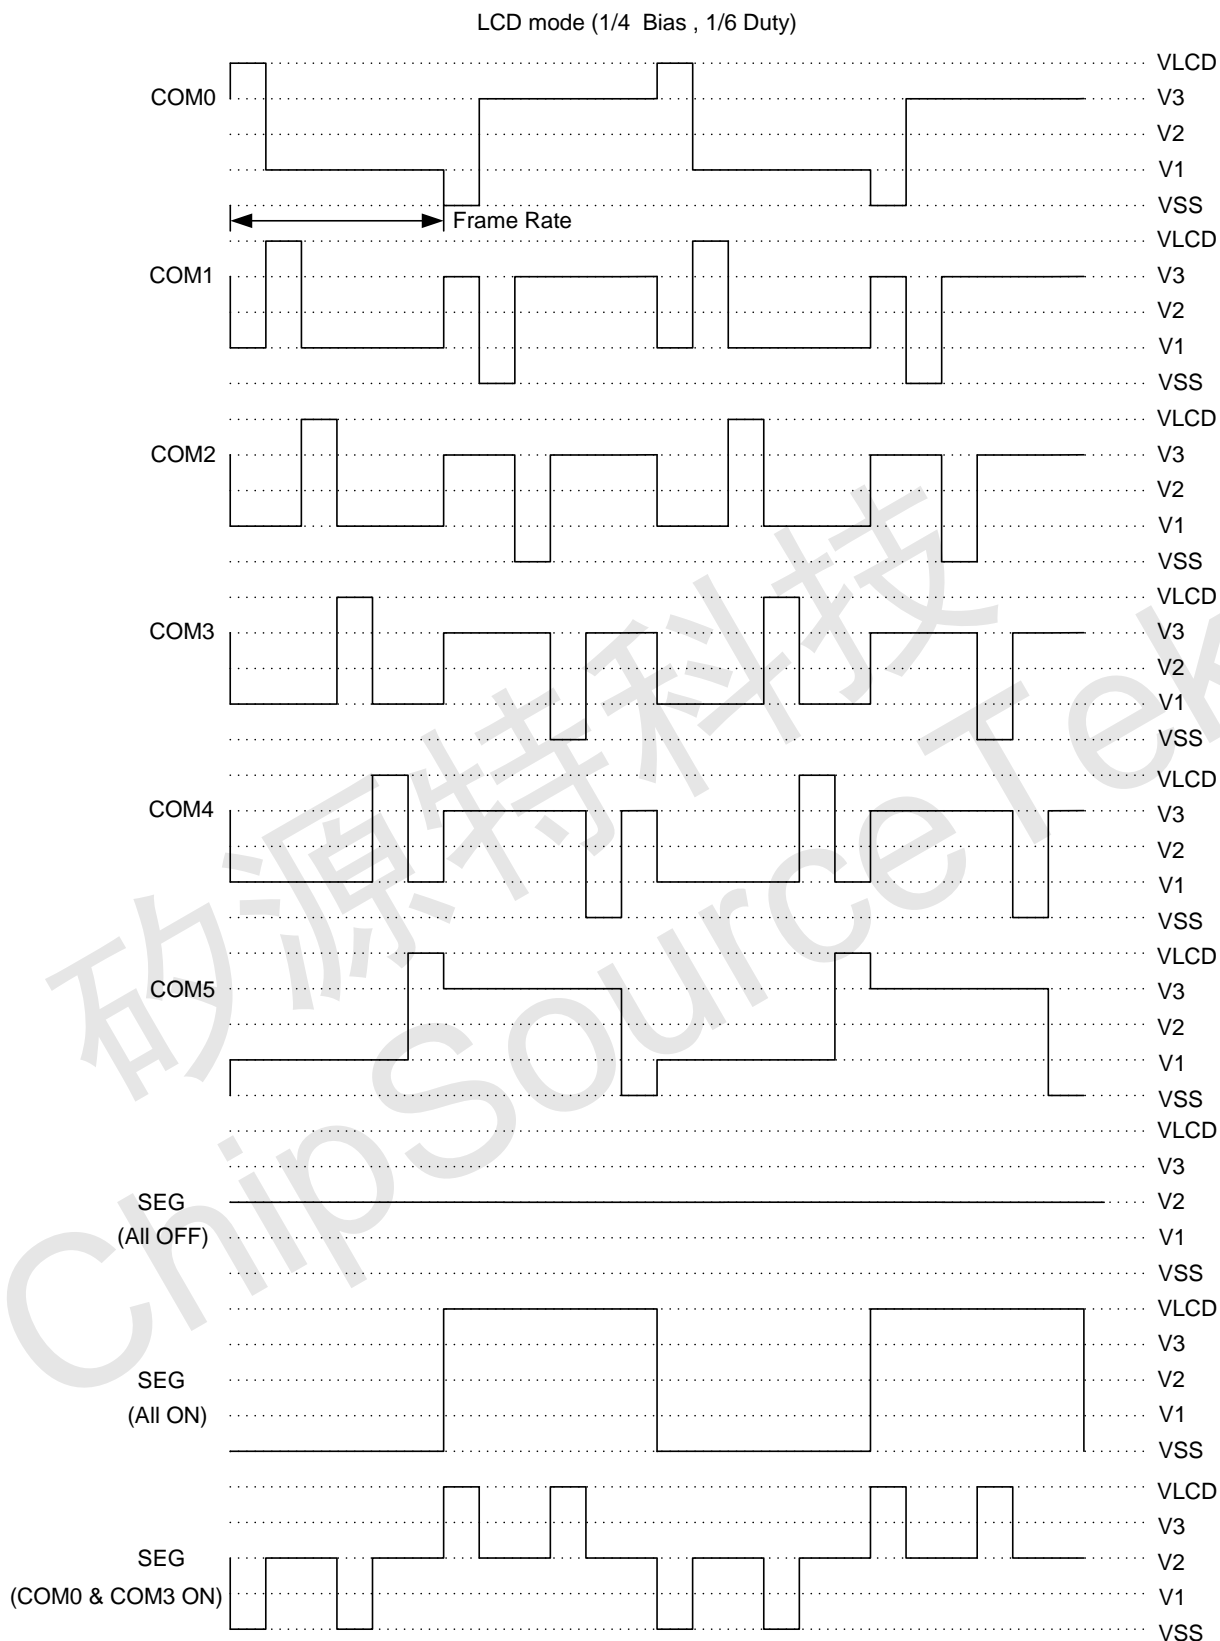 LCD mode (1/4 Bias , 1/6 Duty)
VLCD
COM0
V3
V2
V1
VSS
Frame Rate
VLCD
COM1
V3
V2
V1
VSS
VLCD
COM2
V3
V2
V1
VSS
VLCD
COM3
V3
V2
V1
VSS
VLCD
COM4
V3
V2
V1
VSS
VLCD
COM5
V3
V2
V1
VSS
VLCD
V3
SEG
V2
(All OFF)
V1
VSS
VLCD
V3
SEG
V2
(All ON)
V1
VSS
VLCD
V3
SEG
V2
(COM0 & COM3 ON)
V1
VSS
矽源特科技
ChipSourceTek